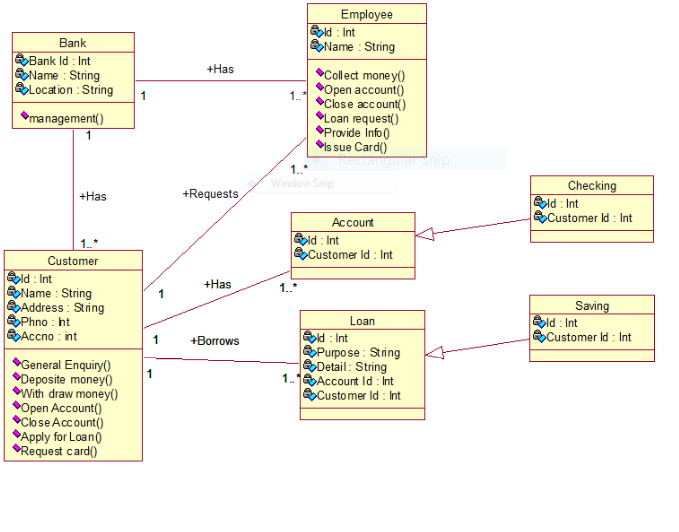 Bank
Bank Id : Int
Name : String
Location : String
management()
Employee
Id : Int
Name : String
Collect money()
Open account()
Close account()
Loan request()
Provide Info()
Issue Card()
+Has
1
1..*
Rectangular Snip
Window Snip
1
+Has
1..*
+Requests
1..*
1
Customer
Id : Int
Name : String
Address : String
Phno : Int
Accno : int
General Enquiry()
Deposite money()
With draw money()
Open Account()
Close Account()
Apply for Loan()
Request card()
Account
Id : Int
Customer Id : Int
+Has
1..*
1
Checking
Id : Int
Customer Id : Int
Loan
Id : Int
Purpose : String
Detail : String
Account Id : Int
Customer Id : Int
+Borrows
1
1..*
Saving
Id : Int
Customer Id : Int